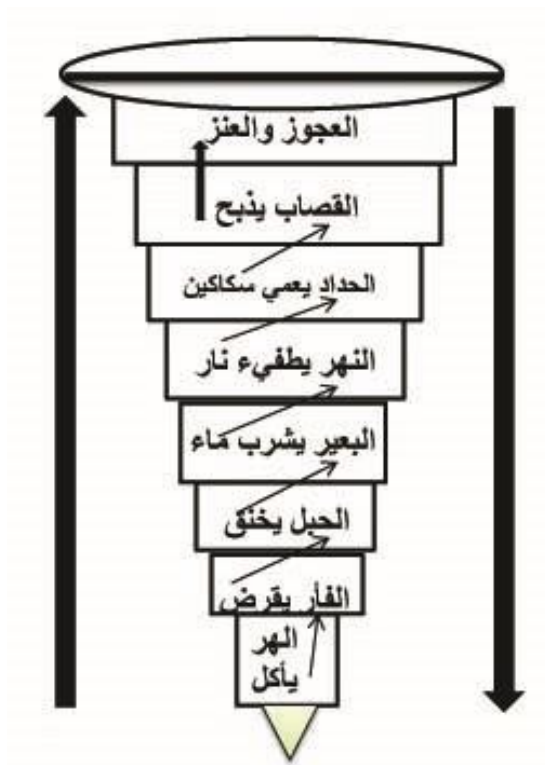 العجوز والعنز
القصاب يذبح
الحداد يعمي سكاكين
النهر يطفيء نار
البعير يشرب ماء
الحبل يخنق
الفأر يقرض
الهر
يأكل